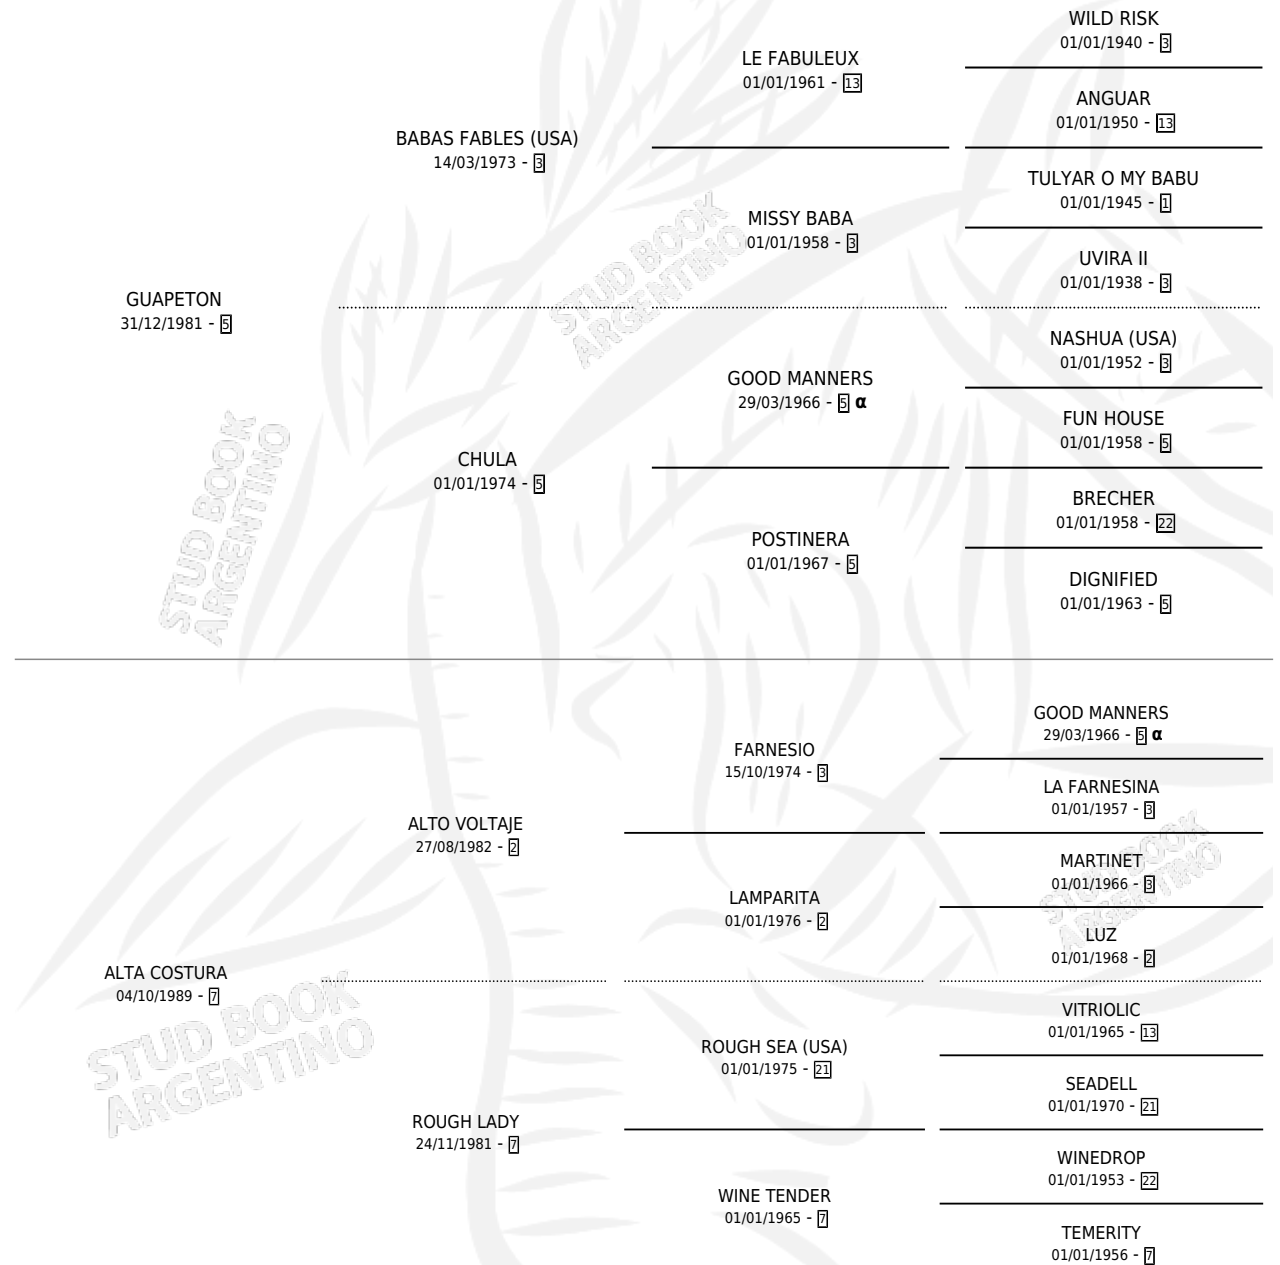 WILD RISK
01/01/1940 - 3
LE FABULEUX
01/01/1961 - 13
ANGUAR
01/01/1950 - 13
BABAS FABLES (USA)
14/03/1973 - 3
TULYAR O MY BABU
01/01/1945 - 1
MISSY BABA
01/01/1958 - 3
UVIRA II
01/01/1938 - 3
GUAPETON
31/12/1981 - 5
NASHUA (USA)
01/01/1952 - 3
GOOD MANNERS
29/03/1966 - 5 α
FUN HOUSE
01/01/1958 - 5
CHULA
01/01/1974 - 5
BRECHER
01/01/1958 - 22
POSTINERA
01/01/1967 - 5
DIGNIFIED
01/01/1963 - 5
GOOD MANNERS
29/03/1966 - 5 α
FARNESIO
15/10/1974 - 3
LA FARNESINA
01/01/1957 - 3
ALTO VOLTAJE
27/08/1982 - 2
MARTINET
01/01/1966 - 3
LAMPARITA
01/01/1976 - 2
LUZ
01/01/1968 - 2
ALTA COSTURA
04/10/1989 - 7
VITRIOLIC
01/01/1965 - 13
ROUGH SEA (USA)
01/01/1975 - 21
SEADELL
01/01/1970 - 21
ROUGH LADY
24/11/1981 - 7
WINEDROP
01/01/1953 - 22
WINE TENDER
01/01/1965 - 7
TEMERITY
01/01/1956 - 7
STUD BOOK
ARGENTINO
STUD BOOK
ARGENTINO
STUD BOOK
ARGENTINO
STUD BOOK
ARGENTINO